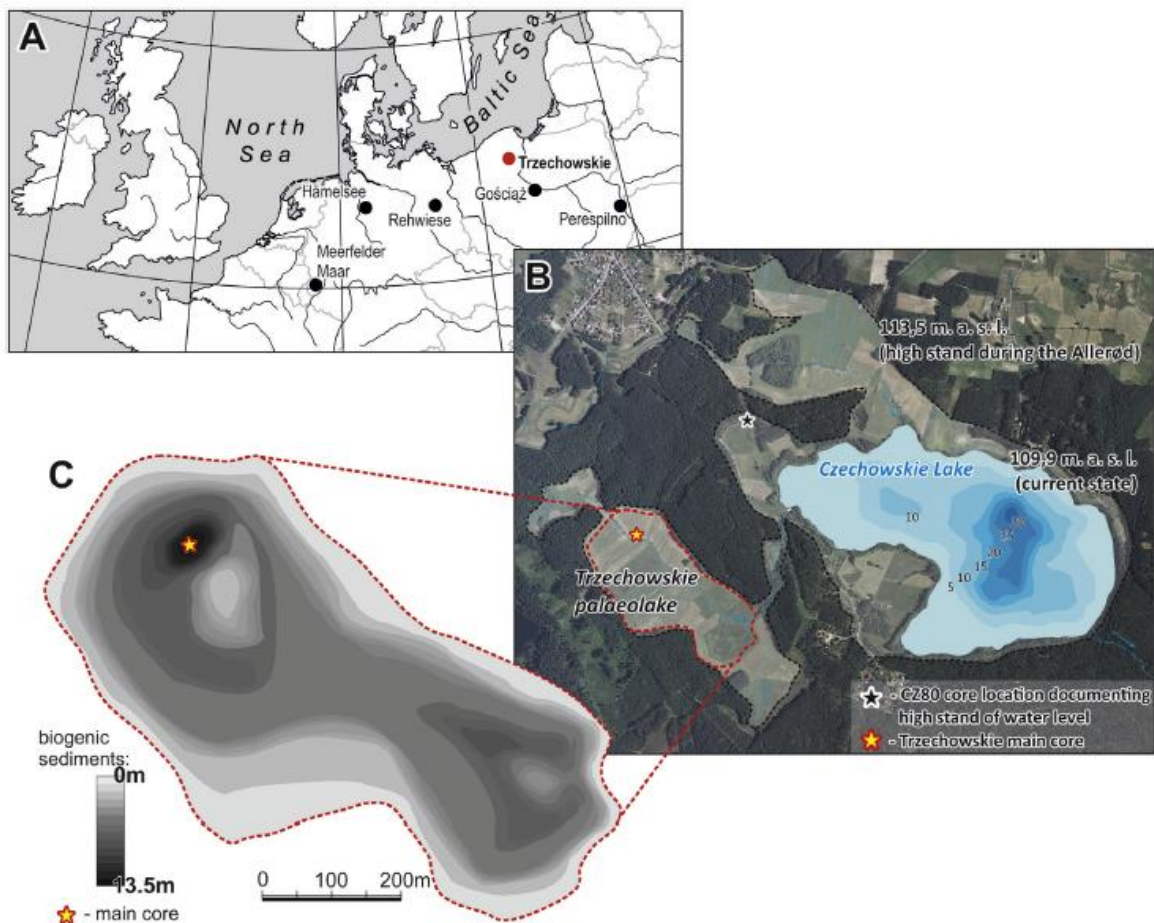 A
North
Sea
Baltic Sea
Trzechowskie
Gościąż
Perespilno
Hämelsee
Rehwiese
Meerfelder
Maar
B
113,5 m. a. s. l.
(high stand during the Allerød)
109,9 m. a. s. l.
(current state)
Czechowskie Lake
10
20
15
10
5
Trzechowskie
palaeolake
- CZ80 core location documenting
high stand of water level
- Trzechowskie main core
C
biogenic
sediments:
0m
13.5m
- main core
0 100 200m